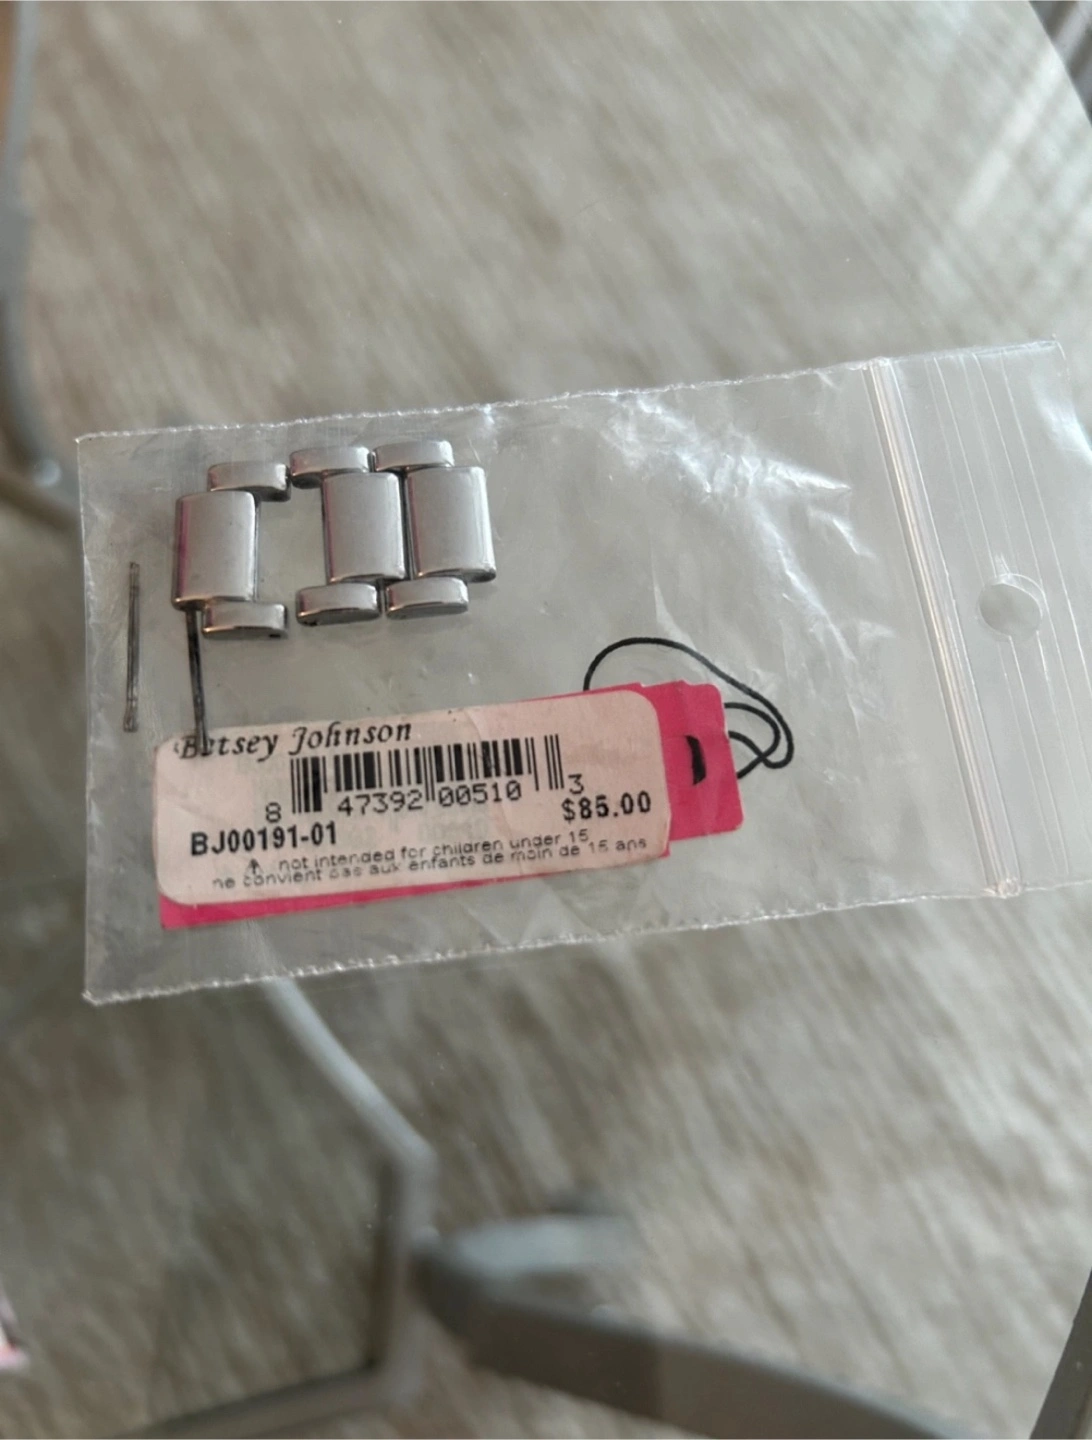 Betsey Johnson
8 47392 00510 3
$85.00
BJ00191-01
not intended for children under 15
ne convient pas aux enfants de moin de 15 ans